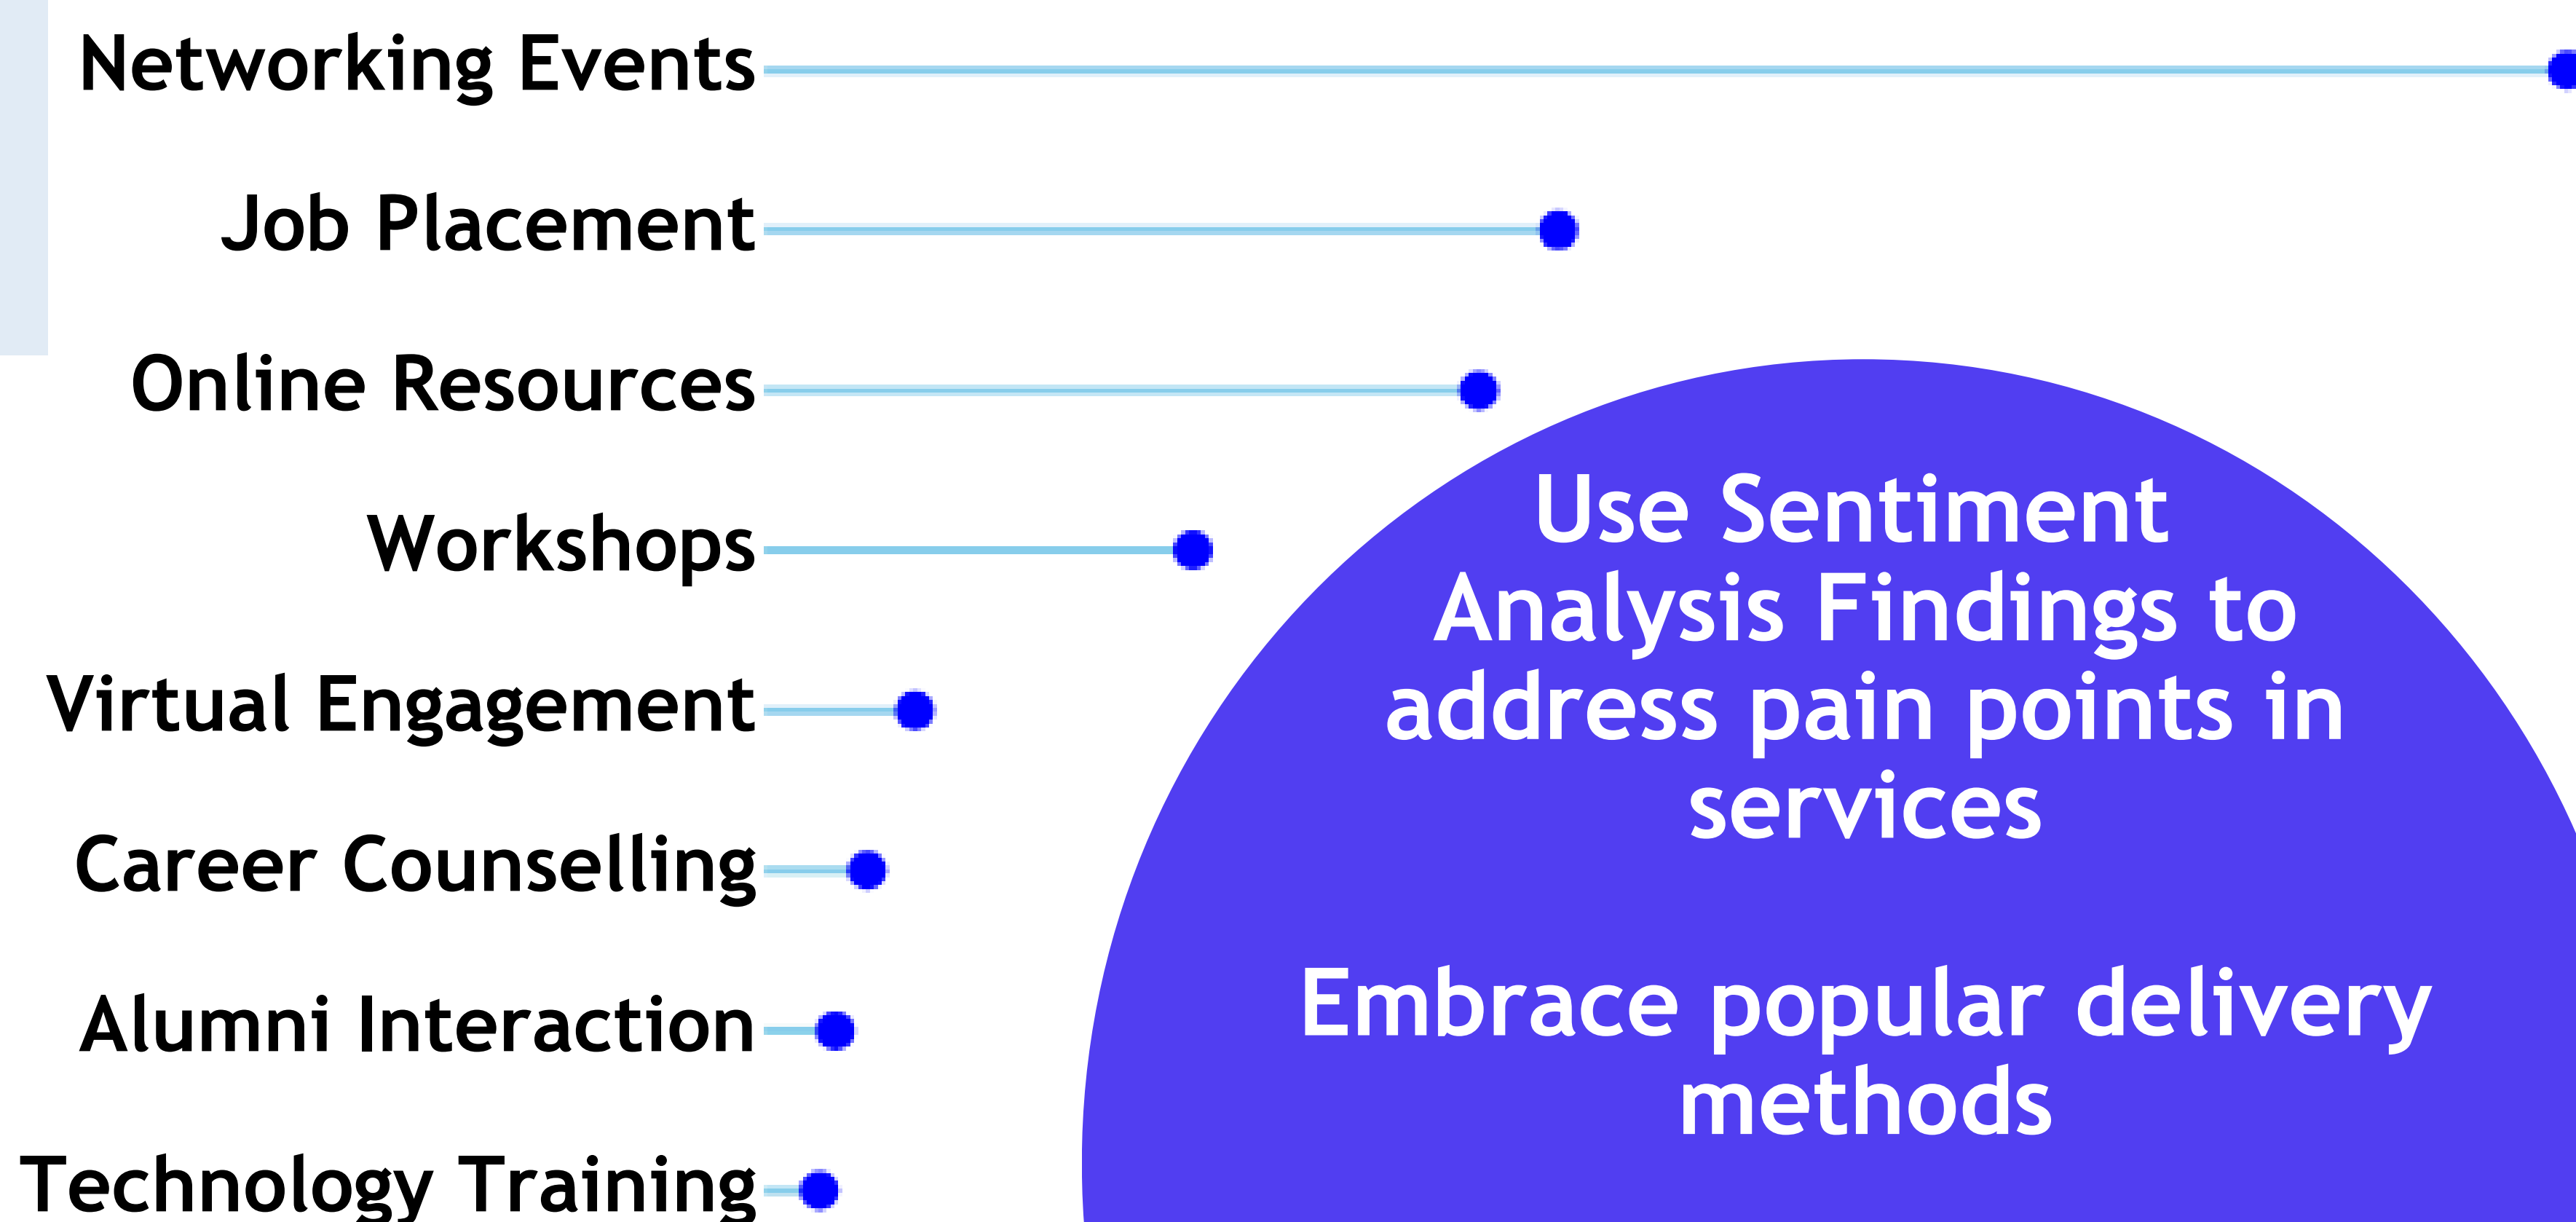 Networking Events
Job Placement
Online Resources
Workshops
Virtual Engagement
Career Counselling
Alumni Interaction
Technology Training
Use Sentiment
Analysis Findings to
address pain points in
services
Embrace popular delivery
methods